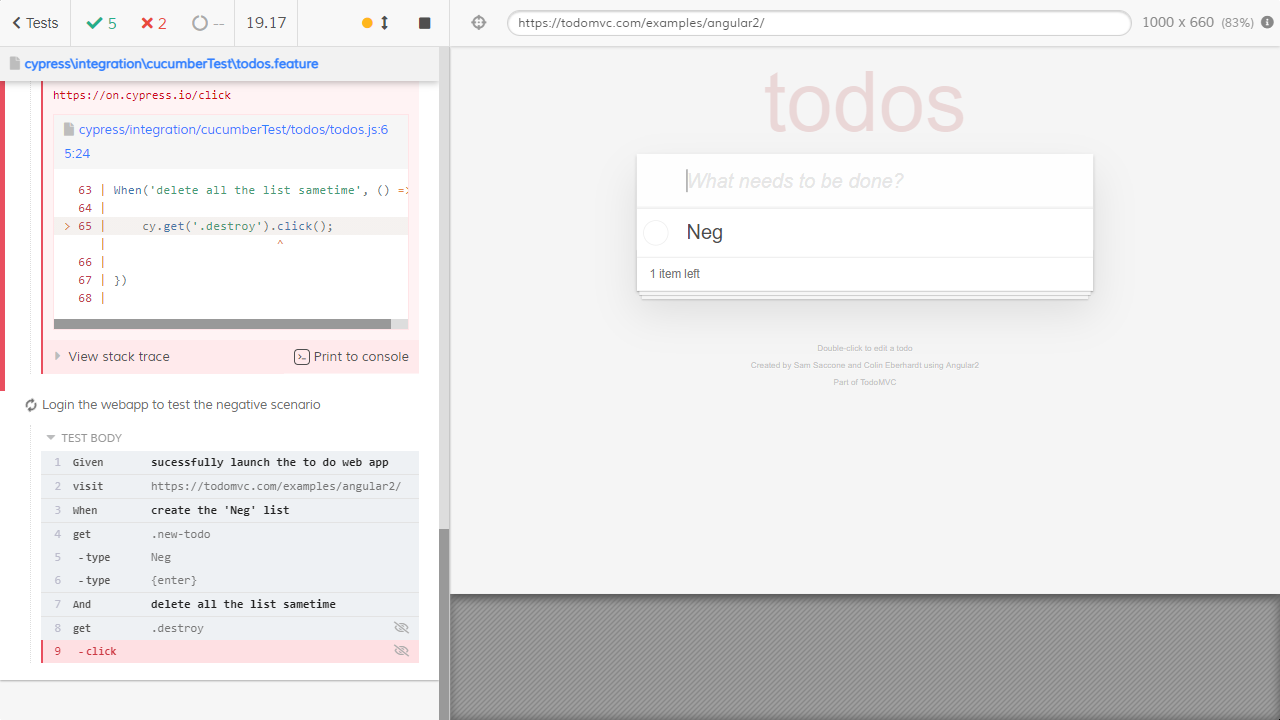 Tests
5
2
--
19.17
https://todomvc.com/examples/angular2/
1000 x 660 (83%)
cypress\integration\cucumberTest\todos.feature
https://on.cypress.io/click
cypress/integration/cucumberTest/todos/todos.js:6
5:24
63 | When('delete all the list sametime', () =>
64 |
> 65 |     cy.get('.destroy').click();
|                        ^
66 |
67 | })
68 |
View stack trace
Print to console
Login the webapp to test the negative scenario
TEST BODY
1 Given sucessfully launch the to do web app
2 visit https://todomvc.com/examples/angular2/
3 When create the 'Neg' list
4 get .new-todo
5 -type Neg
6 -type {enter}
7 And delete all the list sametime
8 get .destroy
9 -click
todos
What needs to be done?
Neg
1 item left
Double-click to edit a todo
Created by Sam Saccone and Colin Eberhardt using Angular2
Part of TodoMVC